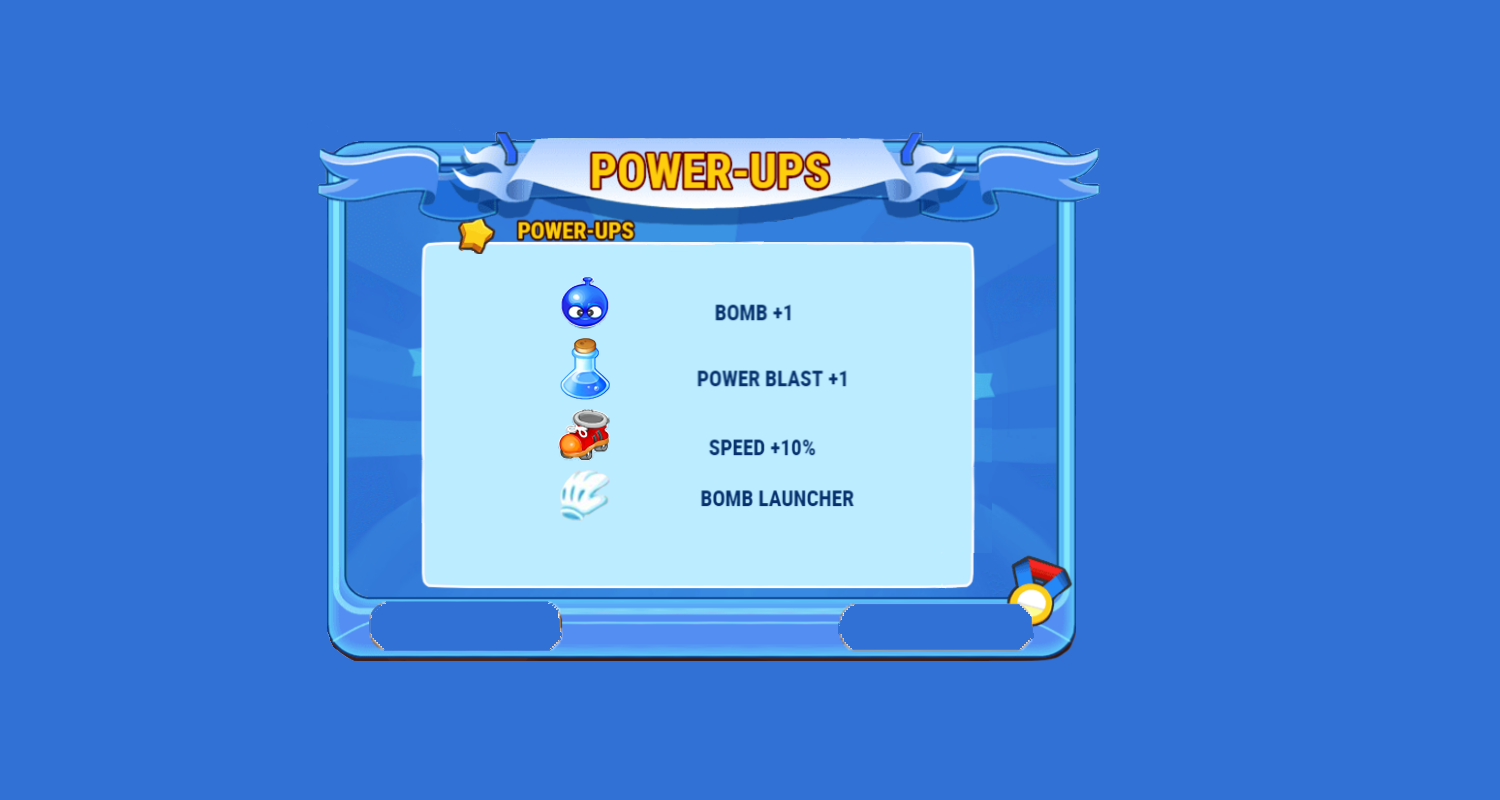 POWER-UPS
POWER-UPS
BOMB +1
POWER BLAST +1
SPEED +10%
BOMB LAUNCHER